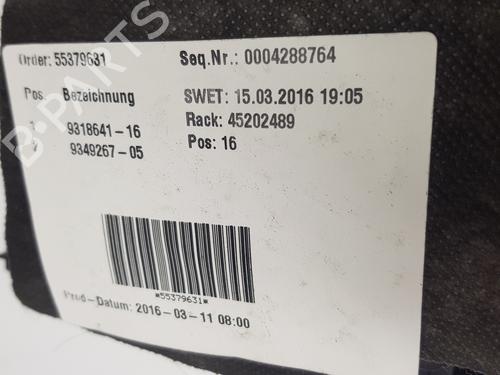 Order: 55379631 Seq.Nr.: 0004288764
Pos. Bezeichnung SWET: 15.03.2016 19:05
9318641-16 Rack: 45202489
9349267-05 Pos: 16
*55379631*
Prod-Datum: 2016-03-11 08:00
B-PARTS